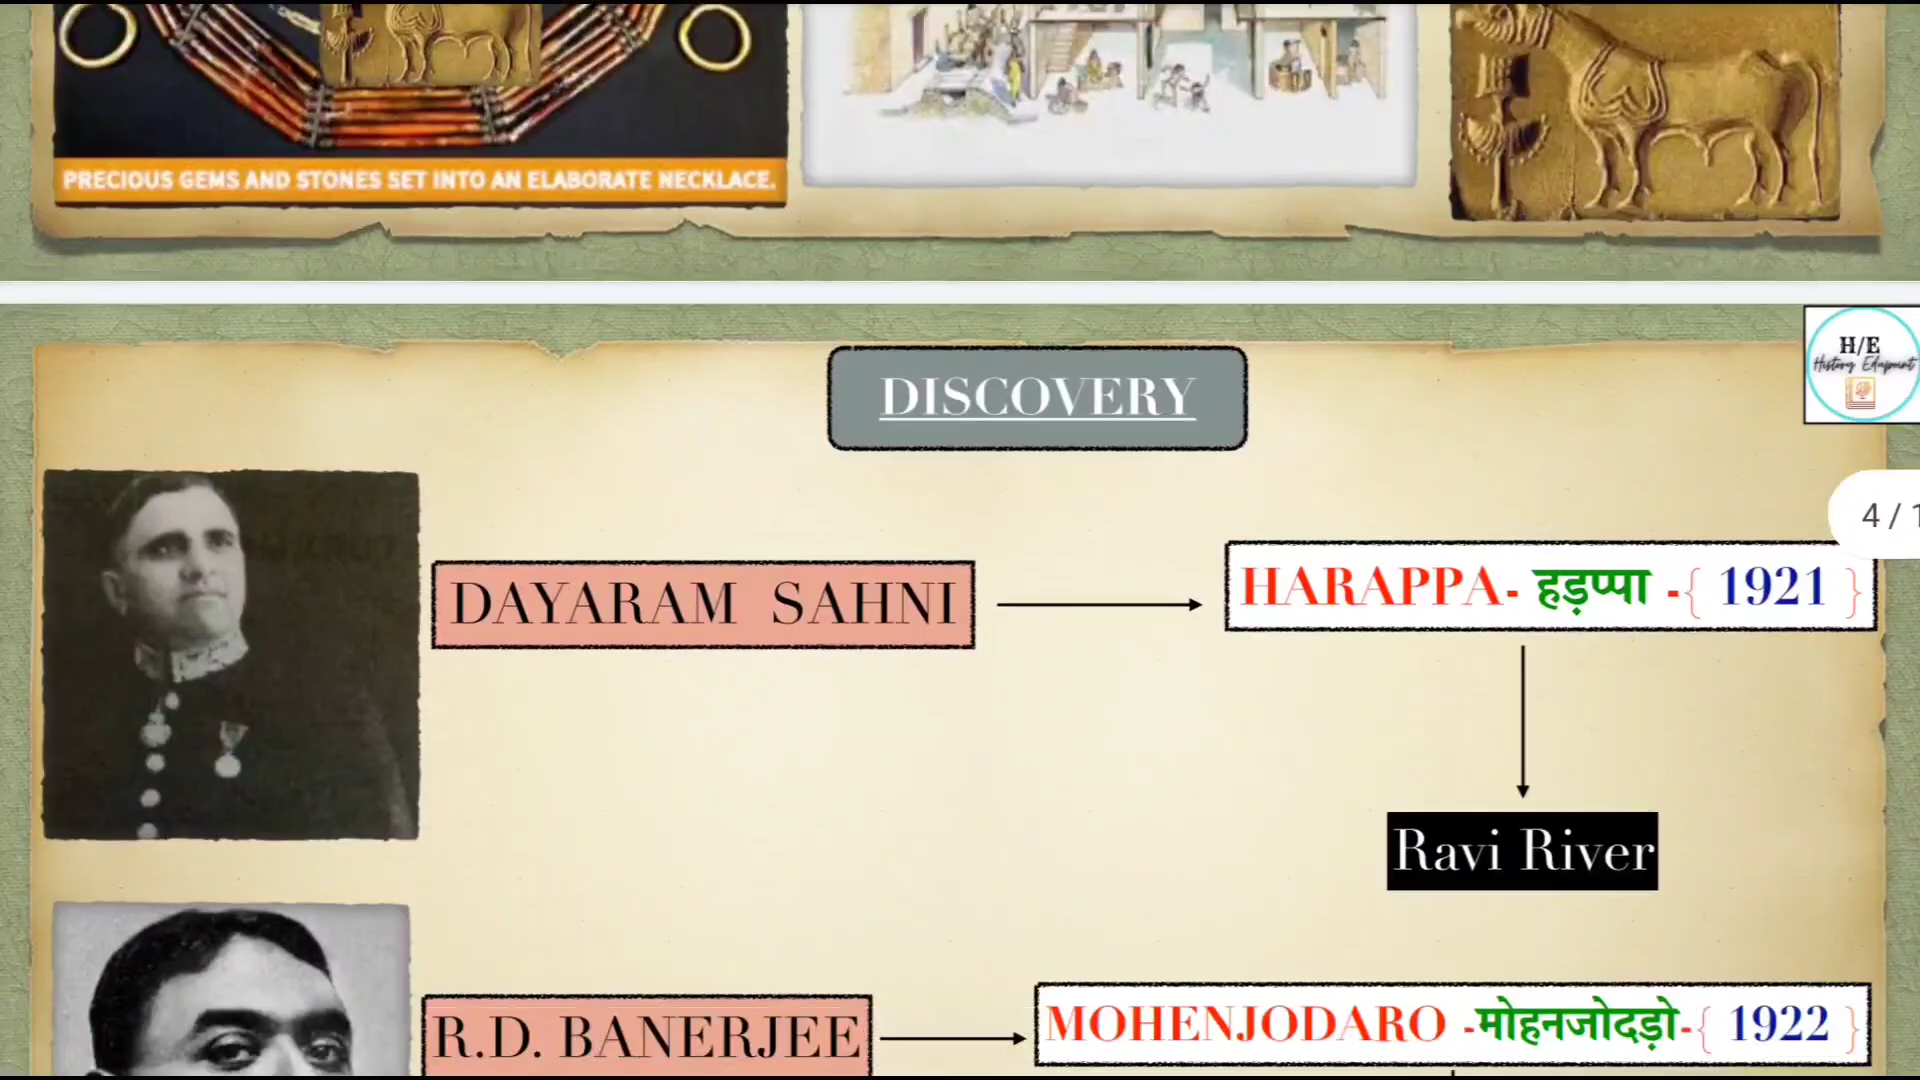 PRECIOUS GEMS AND STONES SET INTO AN ELABORATE NECKLACE.
H/E
History Edupoint
DISCOVERY
4 / 1
DAYARAM SAHNI
HARAPPA- हड़प्पा -{ 1921 }
Ravi River
R.D. BANERJEE
MOHENJODARO -मोहनजोदड़ो-{ 1922 }